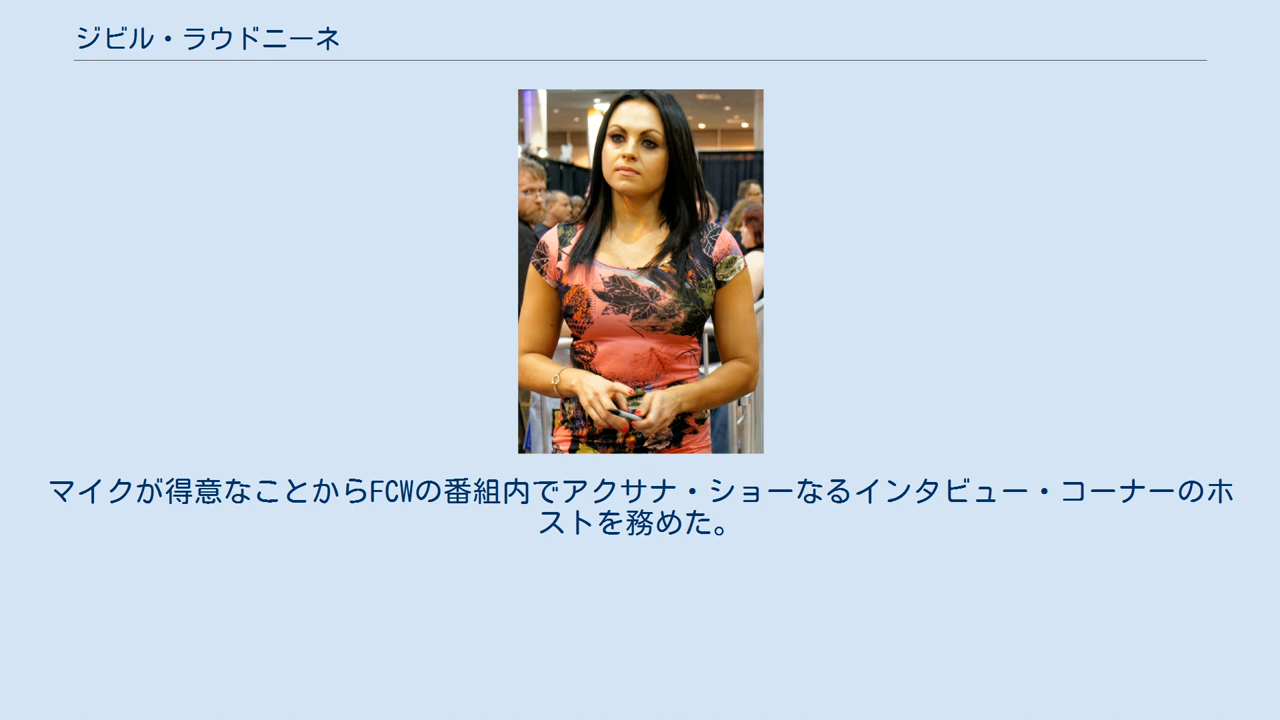 ジビル・ラウドニーネ
マイクが得意なことからFCWの番組内でアクサナ・ショーなるインタビュー・コーナーのホ
ストを務めた。